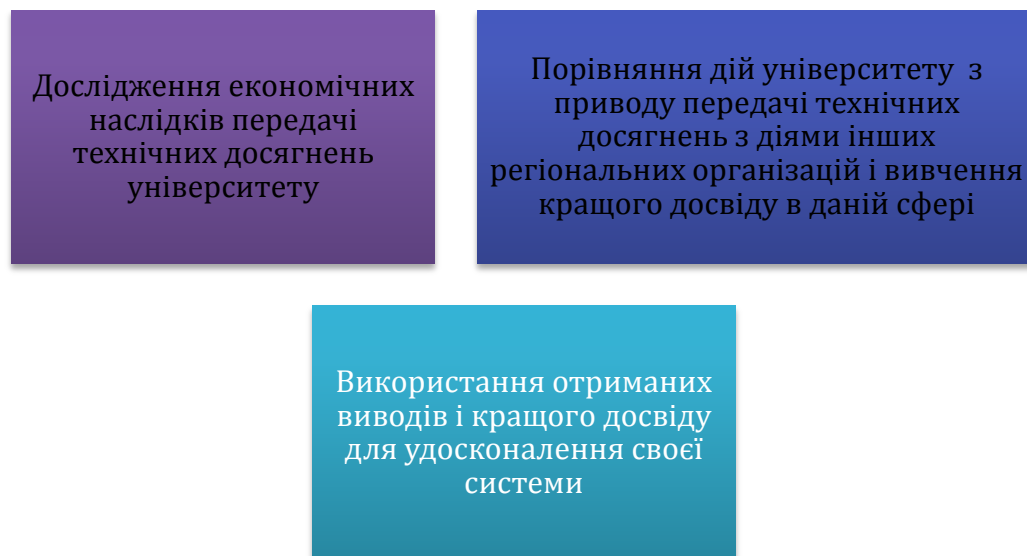 Дослідження економічних
наслідків передачі
технічних досягнень
університету
Порівняння дій університету з
приводу передачі технічних
досягнень з діями інших
регіональних організацій і вивчення
кращого досвіду в даній сфері
Використання отриманих
виводів і кращого досвіду
для удосконалення своєї
системи